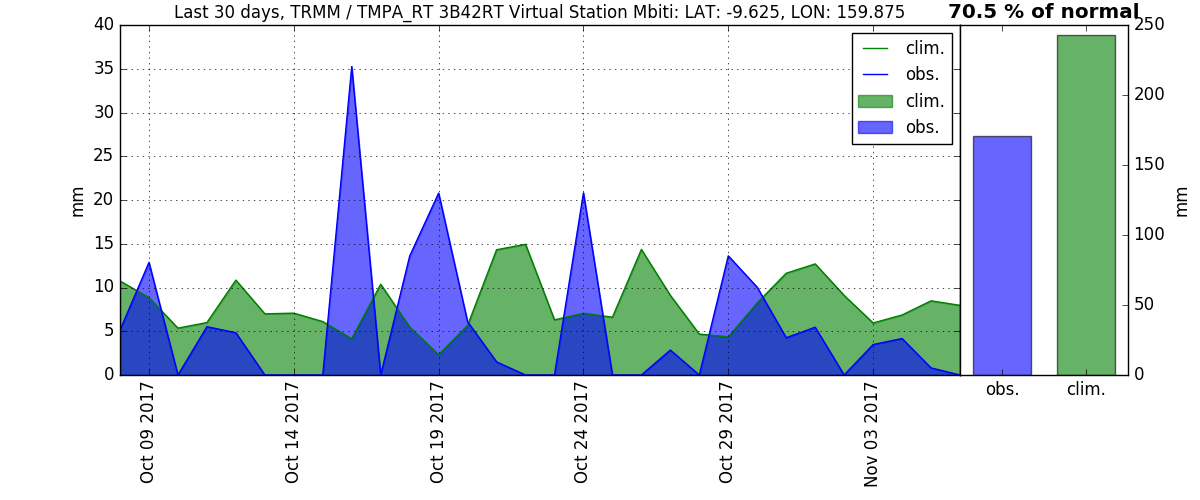 Last 30 days, TRMM / TMPA_RT 3B42RT Virtual Station Mbiti: LAT: -9.625, LON: 159.875
70.5 % of normal
40
35
30
25
20
15
10
5
0
mm
clim.
obs.
clim.
obs.
Oct 09 2017
Oct 14 2017
Oct 19 2017
Oct 24 2017
Oct 29 2017
Nov 03 2017
250
200
150
100
50
0
mm
obs.
clim.